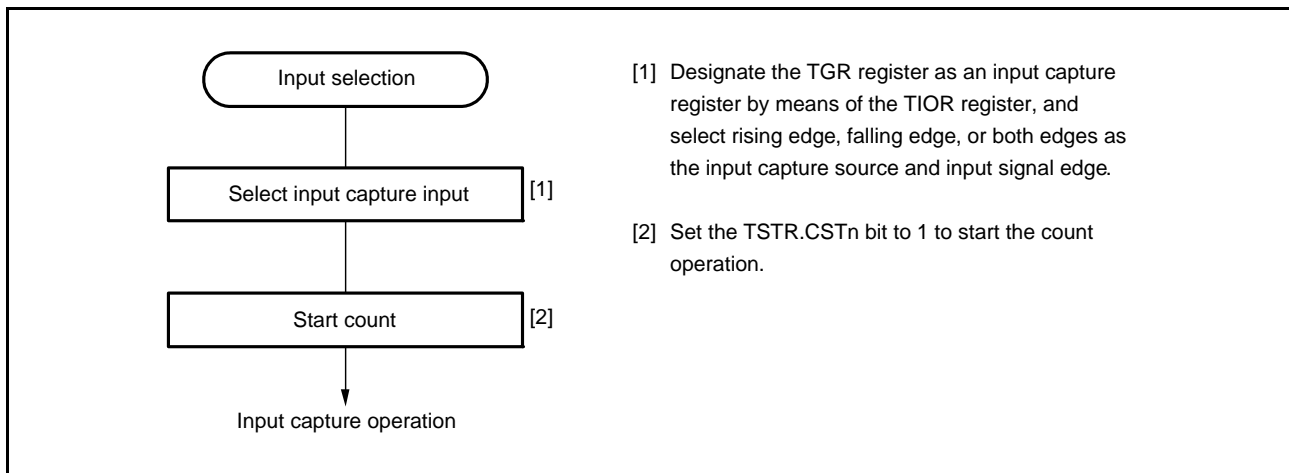 Input selection
Select input capture input
[1]
Start count
[2]
Input capture operation
[1] Designate the TGR register as an input capture
register by means of the TIOR register, and
select rising edge, falling edge, or both edges as
the input capture source and input signal edge.
[2] Set the TSTR.CSTn bit to 1 to start the count
operation.